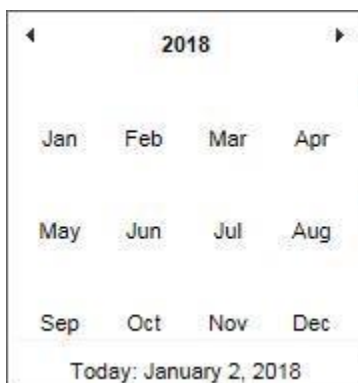 2018
Jan Feb Mar Apr
May Jun Jul Aug
Sep Oct Nov Dec
Today: January 2, 2018